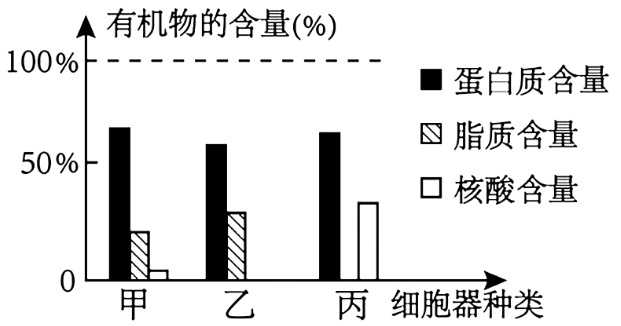 有机物的含量(%)
100%
蛋白质含量
脂质含量
50%
核酸含量
0
甲 乙 丙 细胞器种类